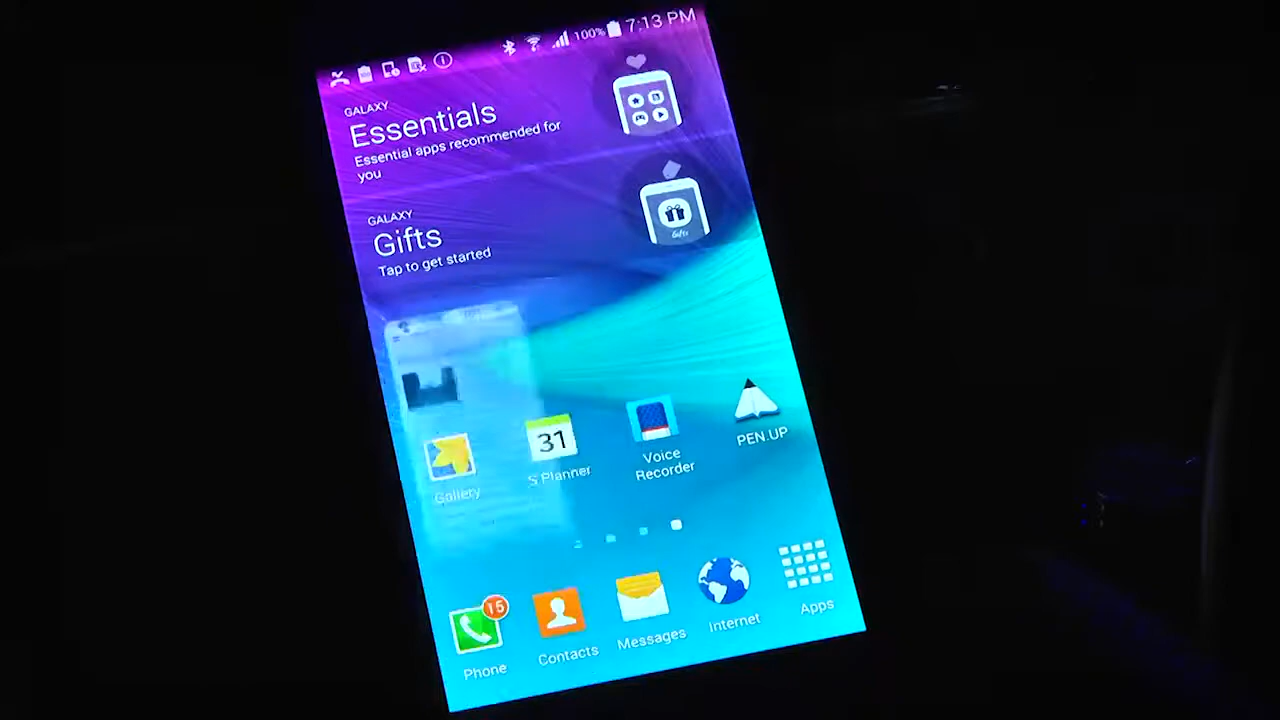 100% 7:13 PM
GALAXY
Essentials
Essential apps recommended for
you
GALAXY
Gifts
Tap to get started
Gifts
31
Gallery
S Planner
Voice
Recorder
PEN.UP
15
Phone
Contacts
Messages
Internet
Apps